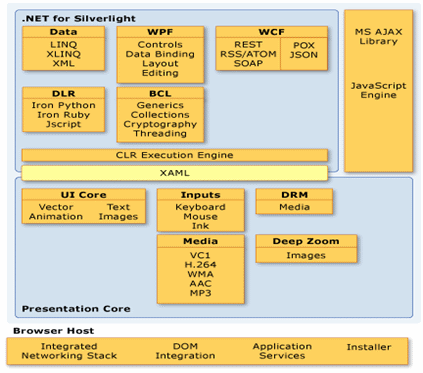 .NET for Silverlight
Data
LINQ
XLINQ
XML
WPF
Controls
Data Binding
Layout
Editing
WCF
REST
RSS/ATOM
SOAP
POX
JSON
MS AJAX
Library
JavaScript
Engine
DLR
Iron Python
Iron Ruby
Jscript
BCL
Generics
Collections
Cryptography
Threading
CLR Execution Engine
XAML
UI Core
Vector Text
Animation Images
Inputs
Keyboard
Mouse
Ink
DRM
Media
Media
VC1
H.264
WMA
AAC
MP3
Deep Zoom
Images
Presentation Core
Browser Host
Integrated
Networking Stack
DOM
Integration
Application
Services
Installer